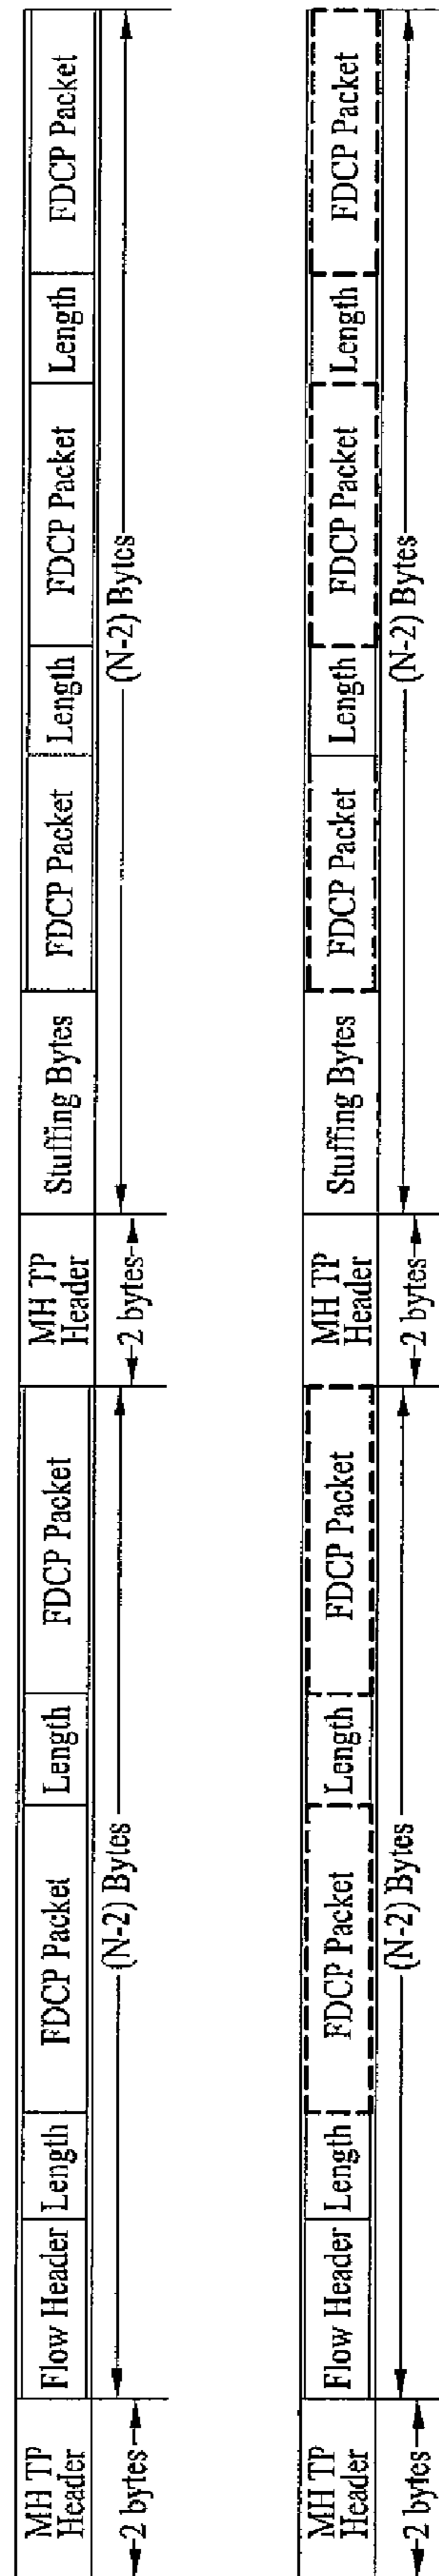 MH TP
Header
Flow Header
Length
FDCP Packet
Length
FDCP Packet
MH TP
Header
Stuffing Bytes
FDCP Packet
Length
FDCP Packet
Length
FDCP Packet
2 bytes
(N-2) Bytes
2 bytes
(N-2) Bytes
MH TP
Header
Flow Header
Length
FDCP Packet
Length
FDCP Packet
MH TP
Header
Stuffing Bytes
FDCP Packet
Length
FDCP Packet
Length
FDCP Packet
2 bytes
(N-2) Bytes
2 bytes
(N-2) Bytes